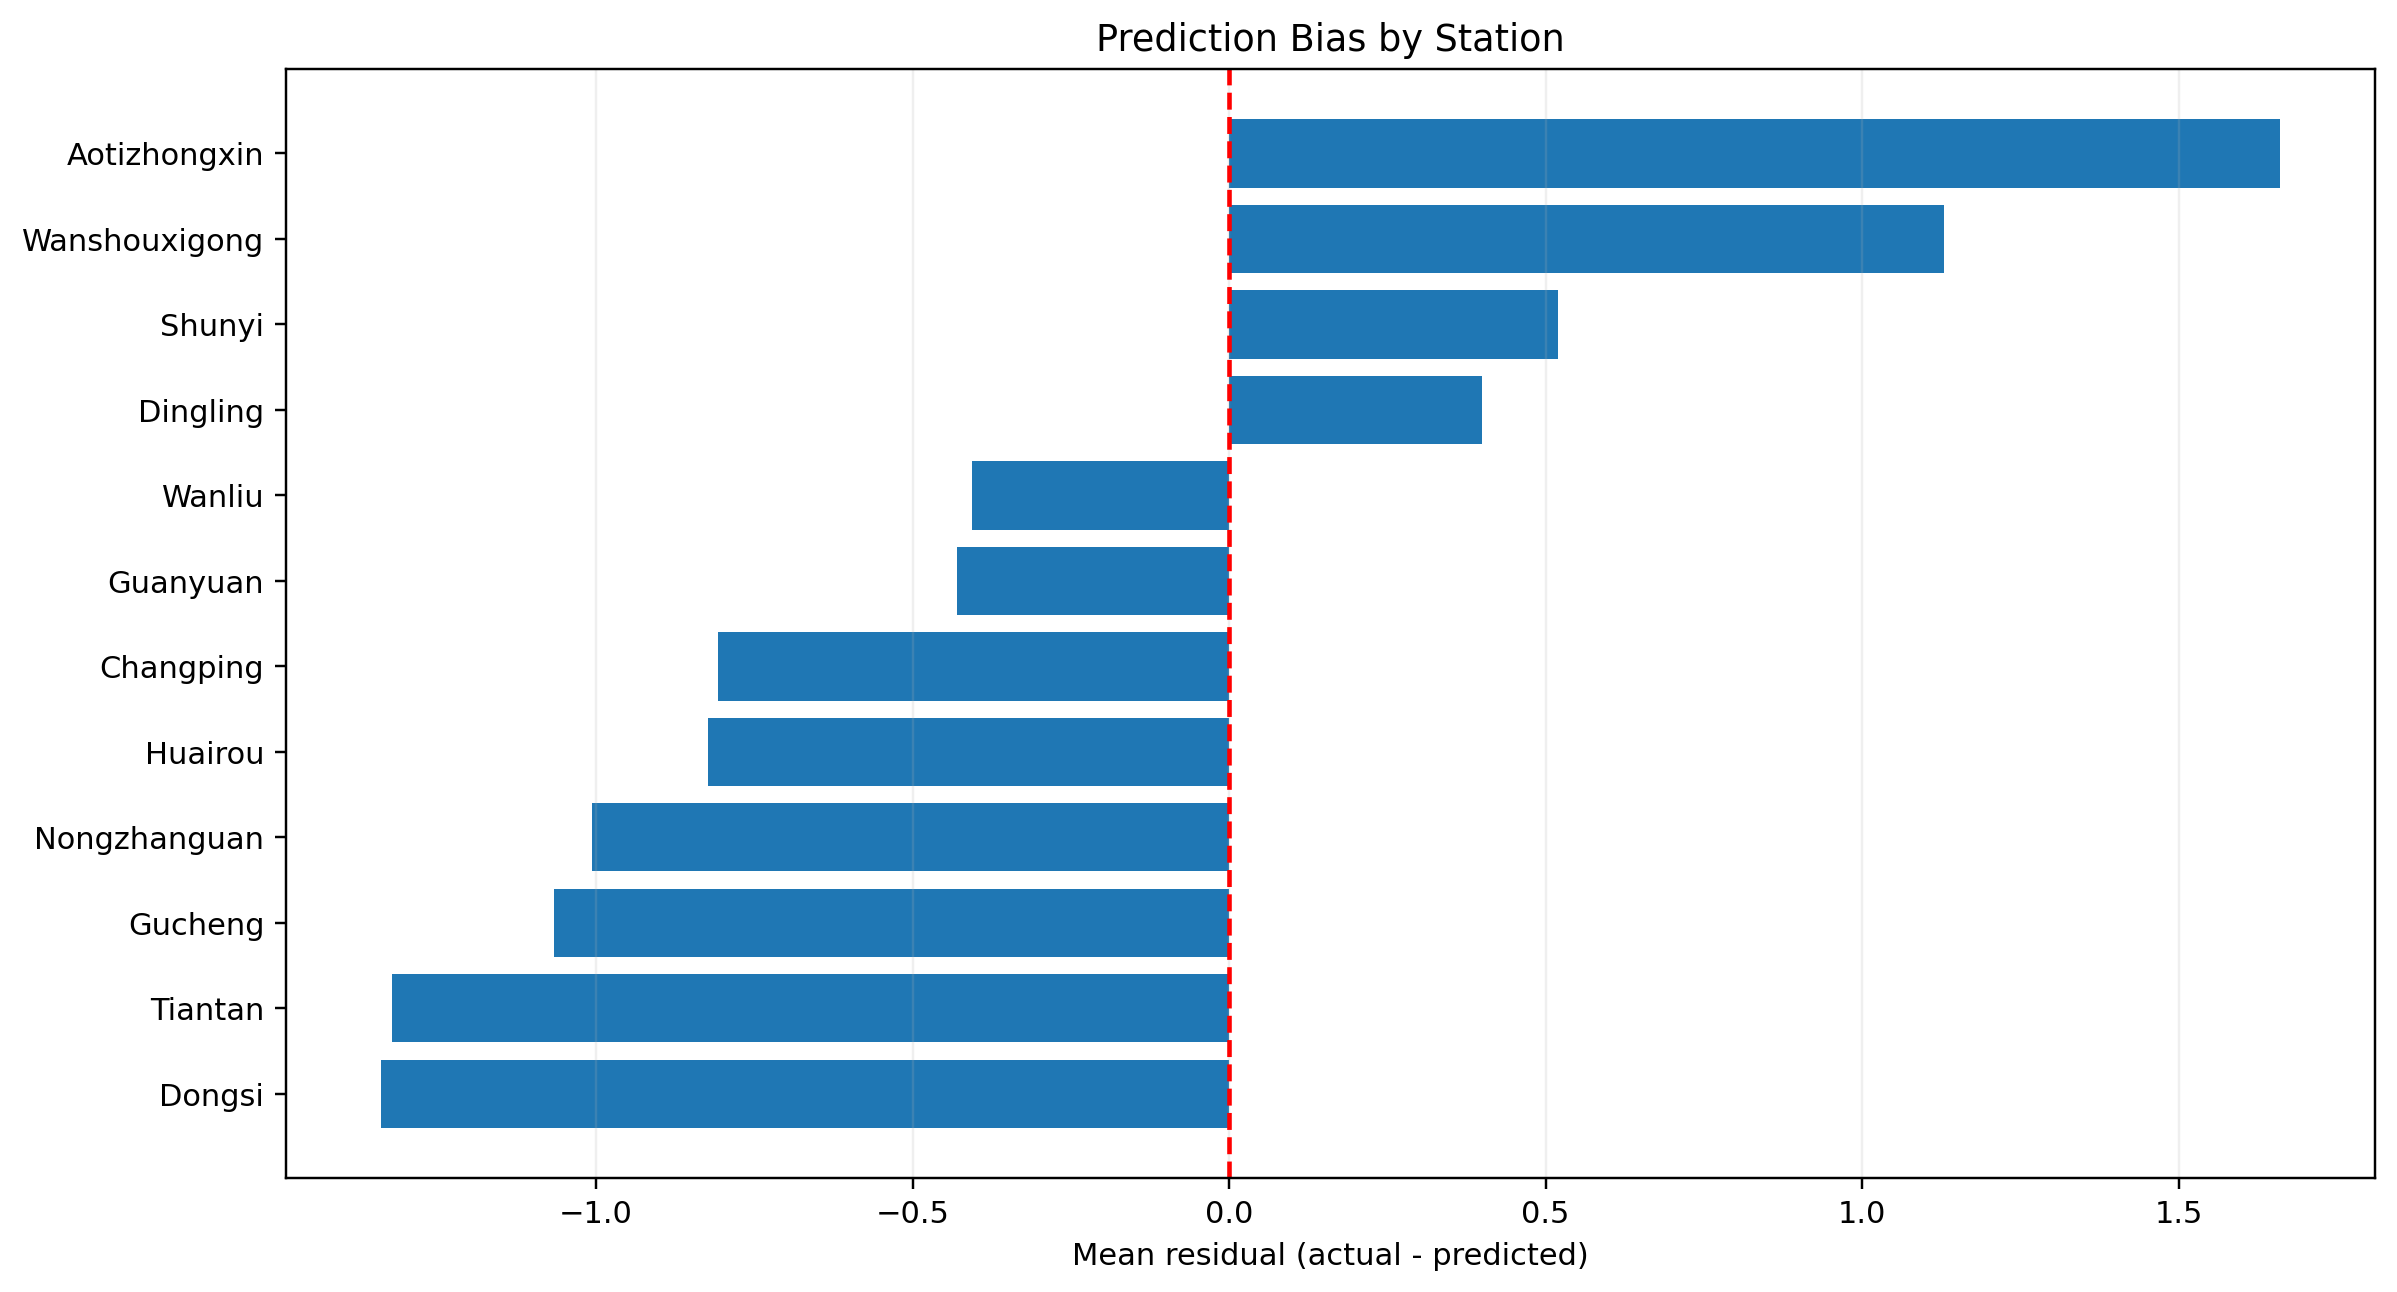 Prediction Bias by Station
Aotizhongxin
Wanshouxigong
Shunyi
Dingling
Wanliu
Guanyuan
Changping
Huairou
Nongzhanguan
Gucheng
Tiantan
Dongsi
−1.0 −0.5 0.0 0.5 1.0 1.5
Mean residual (actual - predicted)